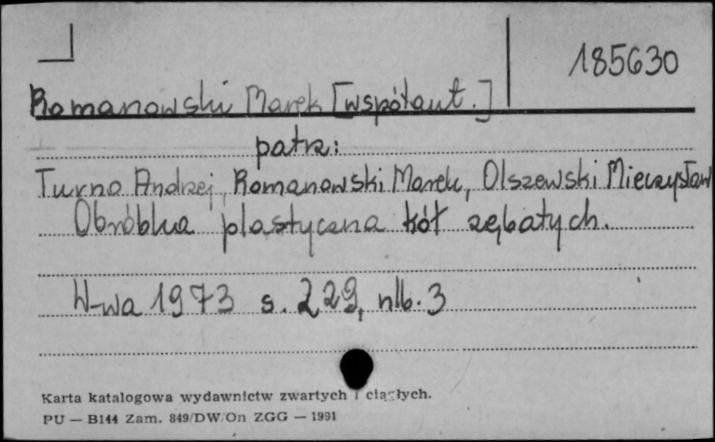 185630
Romanowski Marek [współaut.]
patrz:
Turno Andrzej, Romanowski Marek, Olszewski Mieczysław
Obróbka plastyczna kół zębatych.
W-wa 1973 s. 229, nlb. 3
Karta katalogowa wydawnictw zwartych i ciągłych.
PU — B144 Zam. 849/DW/On ZGG — 1991